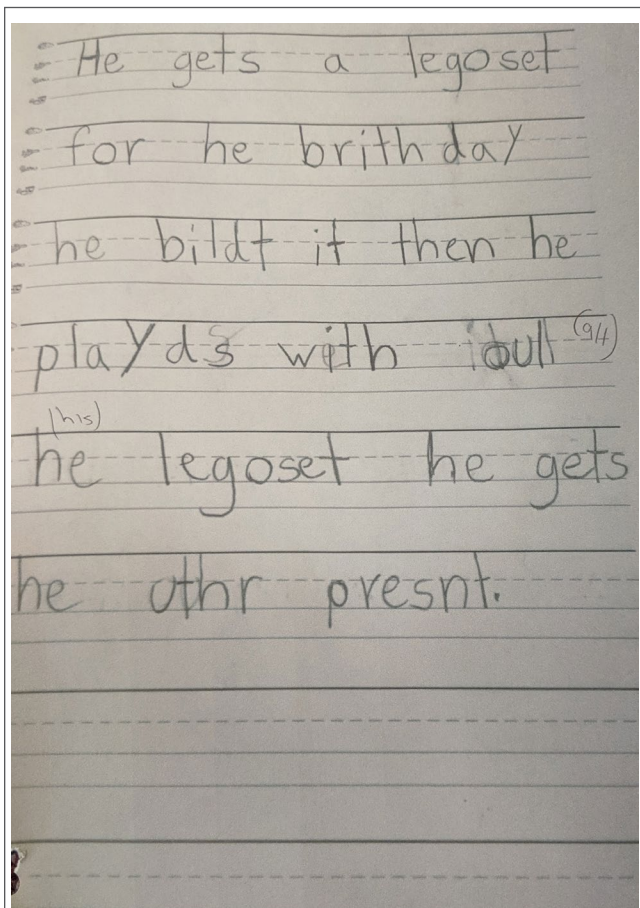 He gets a legoset
for he brithday
he bildt it then he
playds with
(his)
he legoset he gets
he othr presnt.